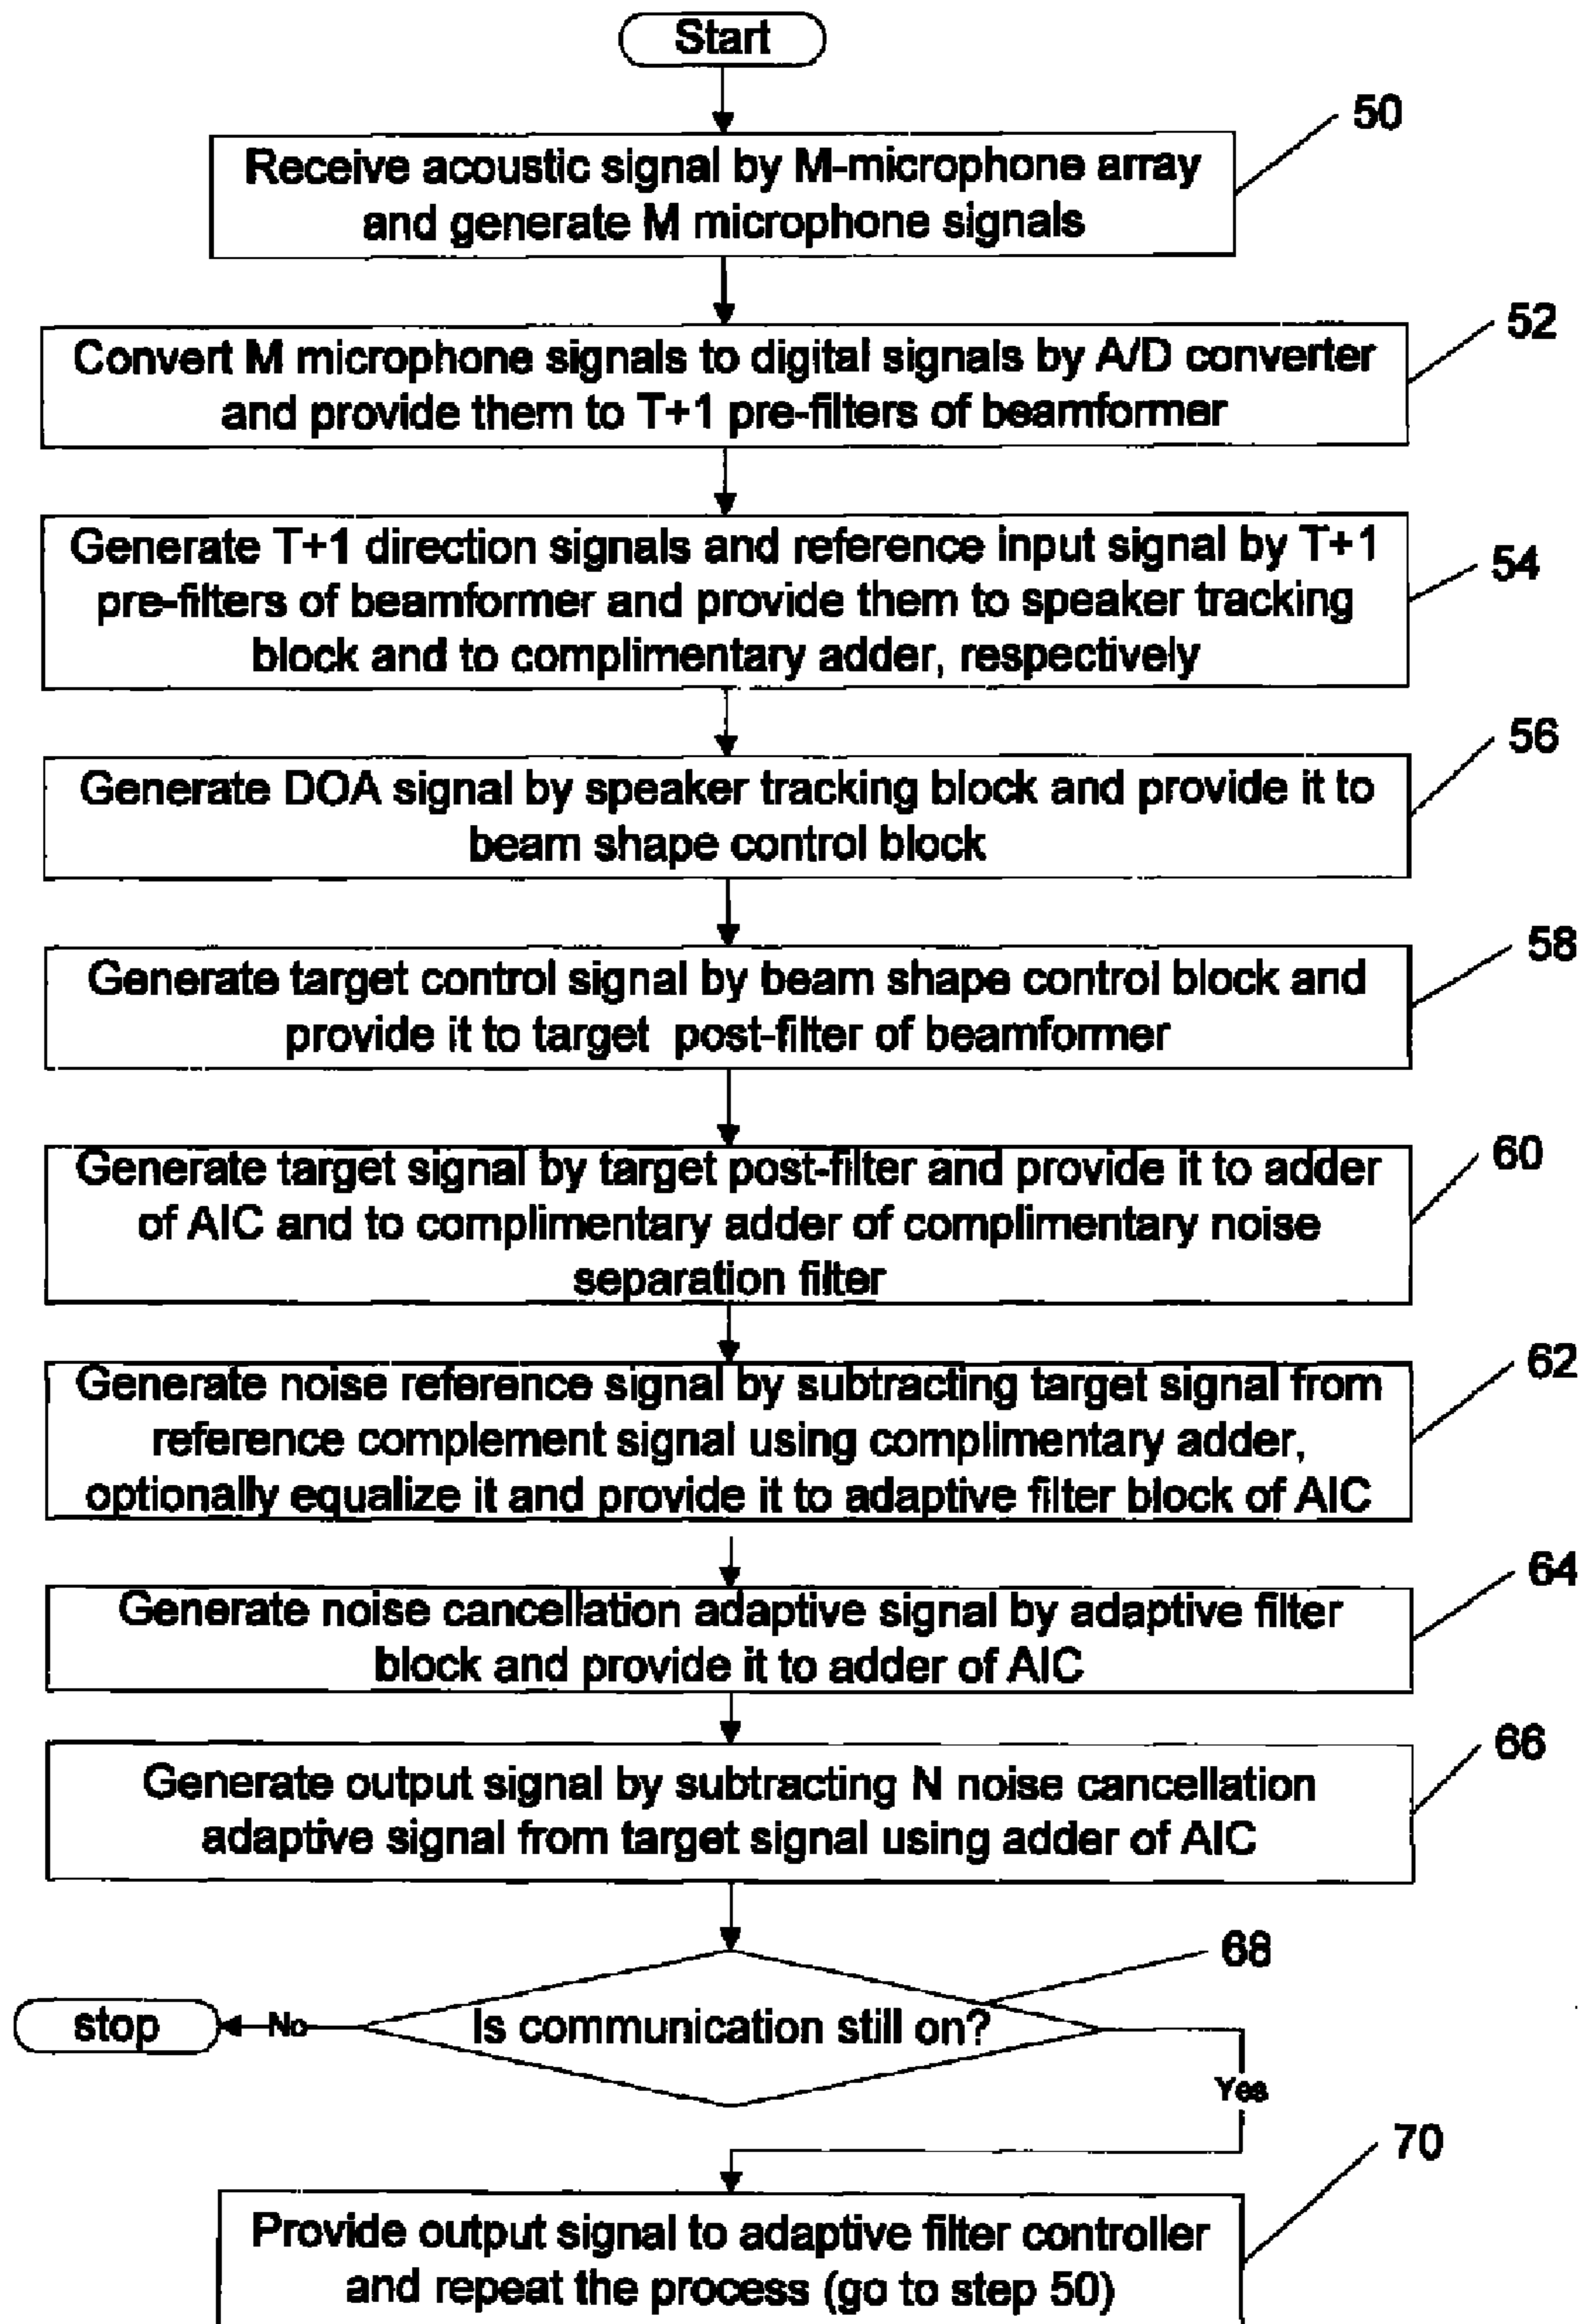 Start
50
Receive acoustic signal by M-microphone array
and generate M microphone signals
52
Convert M microphone signals to digital signals by A/D converter
and provide them to T+1 pre-filters of beamformer
54
Generate T+1 direction signals and reference input signal by T+1
pre-filters of beamformer and provide them to speaker tracking
block and to complimentary adder, respectively
56
Generate DOA signal by speaker tracking block and provide it to
beam shape control block
58
Generate target control signal by beam shape control block and
provide it to target post-filter of beamformer
60
Generate target signal by target post-filter and provide it to adder
of AIC and to complimentary adder of complimentary noise
separation filter
62
Generate noise reference signal by subtracting target signal from
reference complement signal using complimentary adder,
optionally equalize it and provide it to adaptive filter block of AIC
64
Generate noise cancellation adaptive signal by adaptive filter
block and provide it to adder of AIC
66
Generate output signal by subtracting N noise cancellation
adaptive signal from target signal using adder of AIC
68
stop
No
Is communication still on?
Yes
70
Provide output signal to adaptive filter controller
and repeat the process (go to step 50)